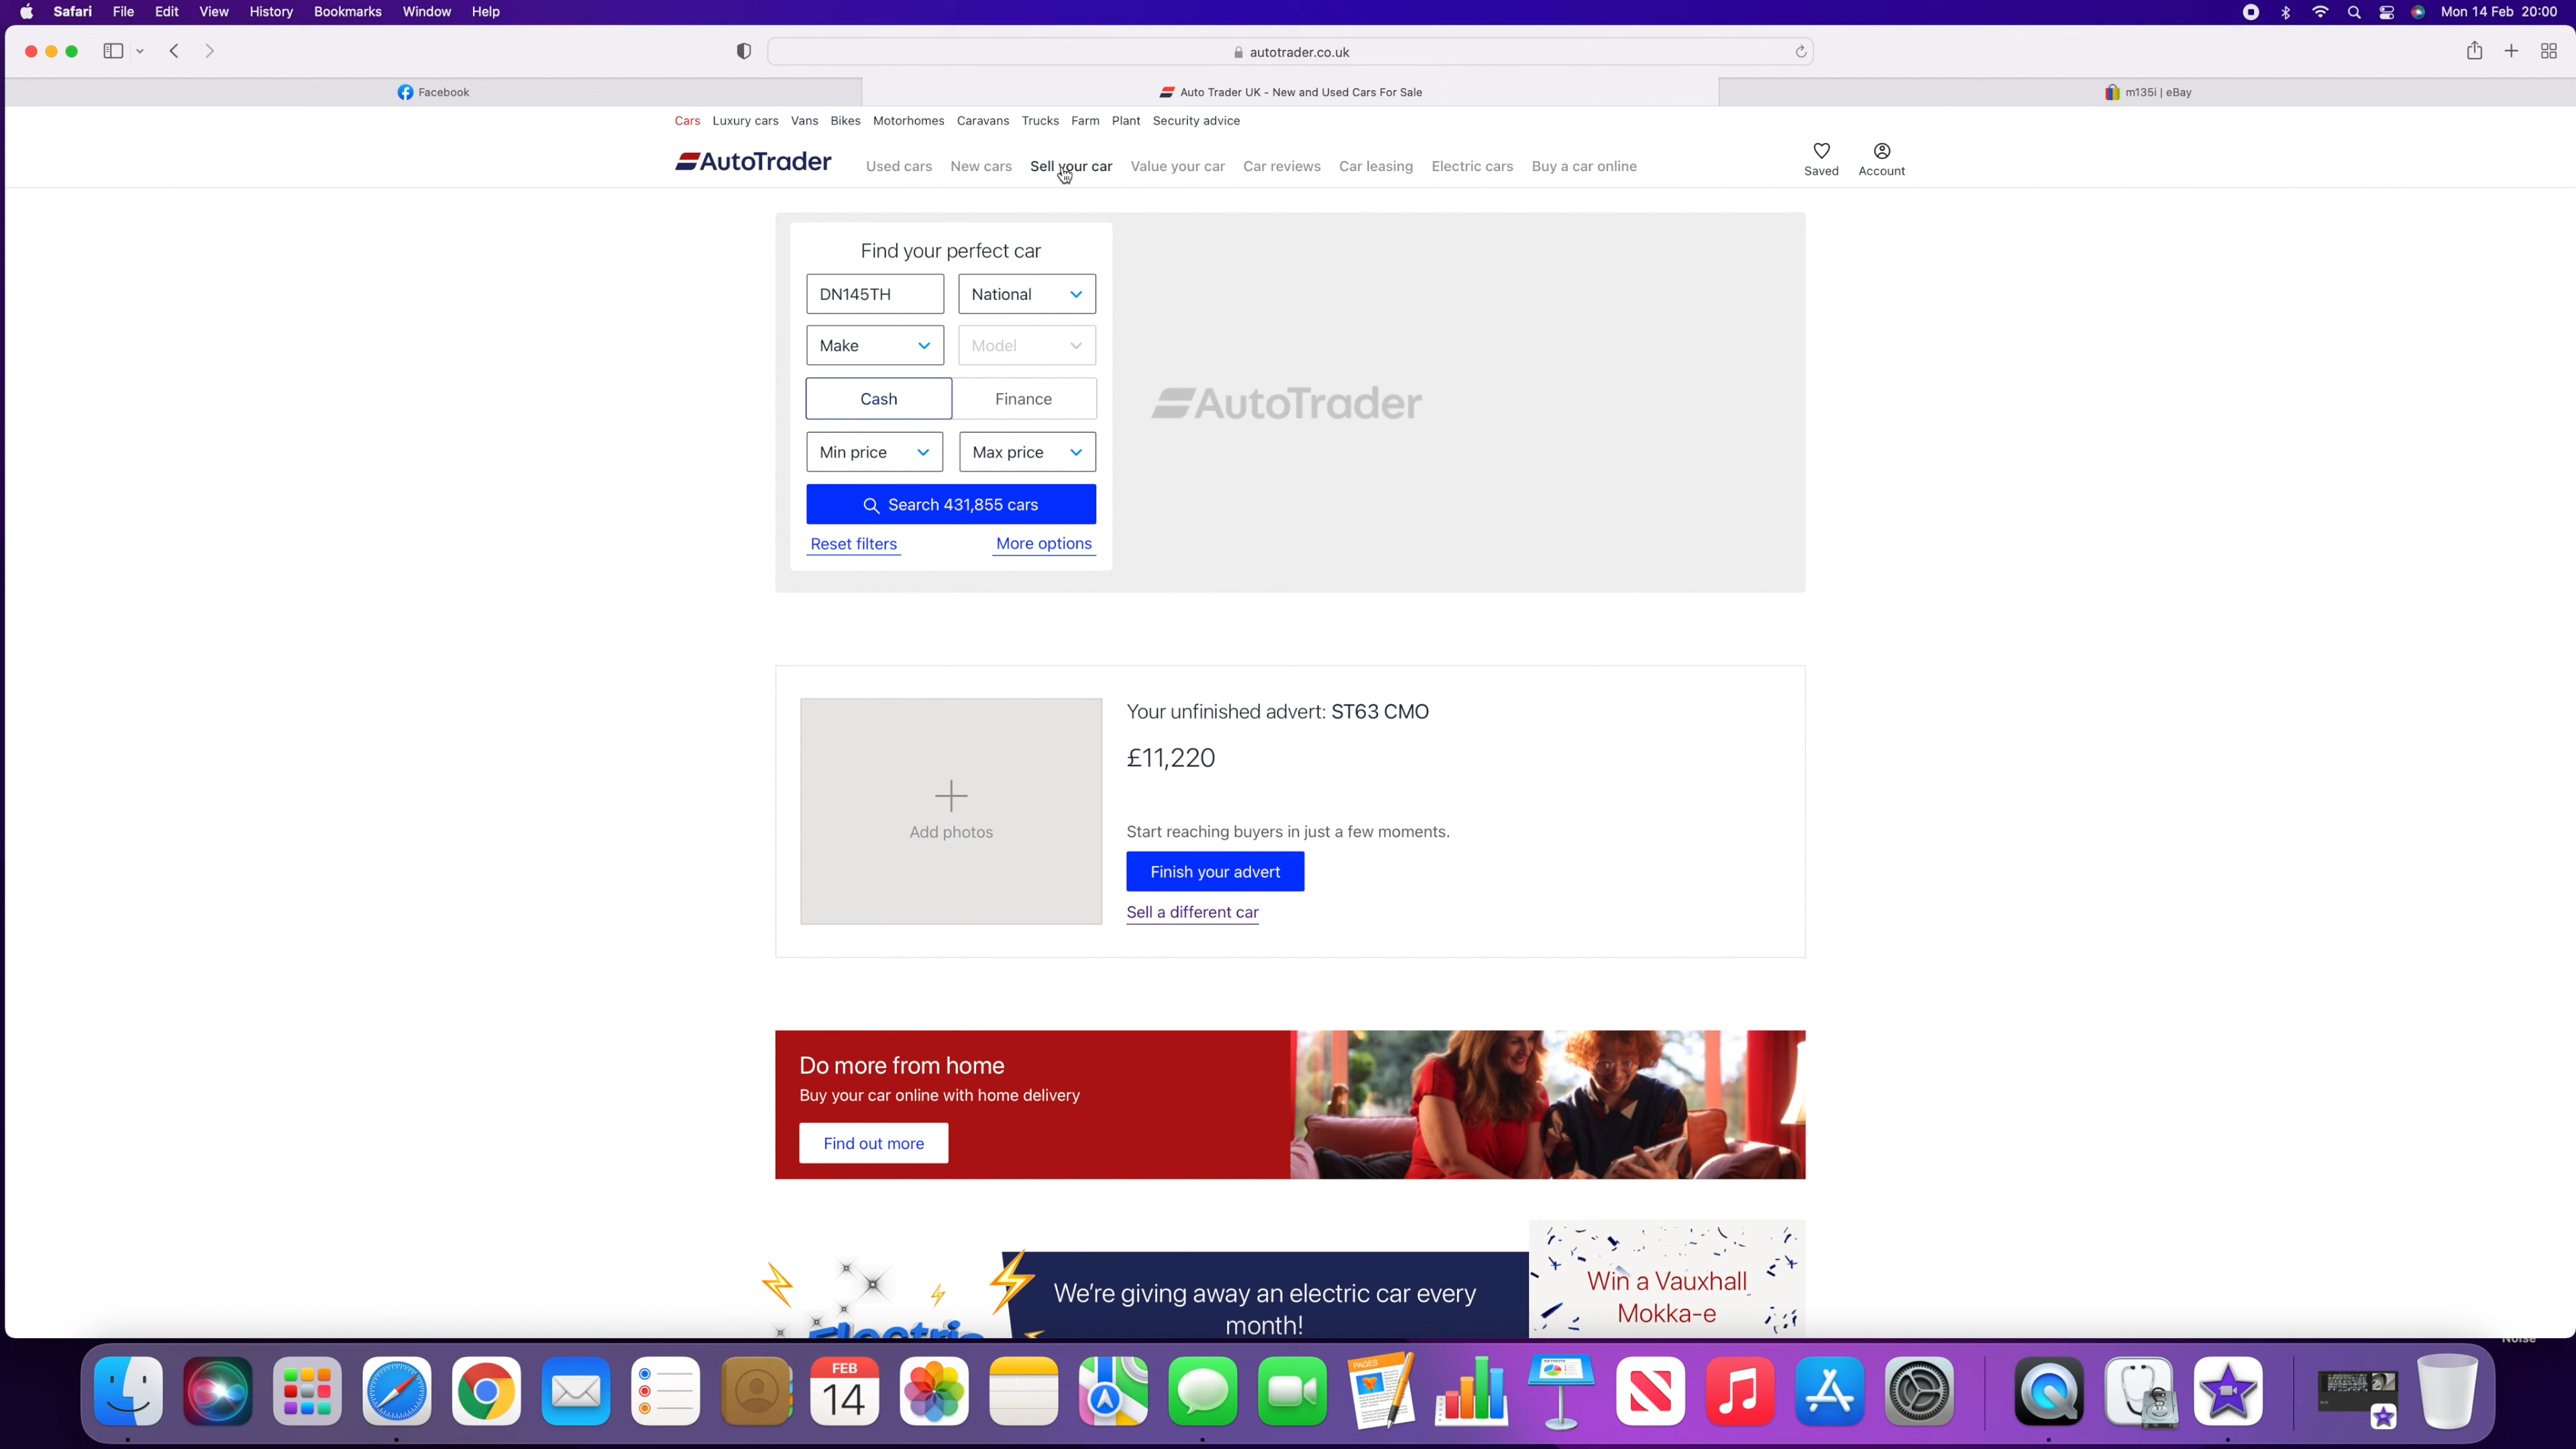 Safari File Edit View History Bookmarks Window Help
Mon 14 Feb 20:00
autotrader.co.uk
Facebook
Auto Trader UK - New and Used Cars For Sale
m135i | eBay
Cars Luxury cars Vans Bikes Motorhomes Caravans Trucks Farm Plant Security advice
AutoTrader
Used cars New cars Sell your car Value your car Car reviews Car leasing Electric cars Buy a car online
Saved Account
Find your perfect car
DN145TH National
Make Model
Cash Finance
AutoTrader
Min price Max price
Search 431,855 cars
Reset filters More options
Your unfinished advert: ST63 CMO
£11,220
Add photos
Start reaching buyers in just a few moments.
Finish your advert
Sell a different car
Do more from home
Buy your car online with home delivery
Find out more
We're giving away an electric car every
month!
Win a Vauxhall
Mokka-e
Electric
Noise
FEB
14
PAGES
KEYNOTE